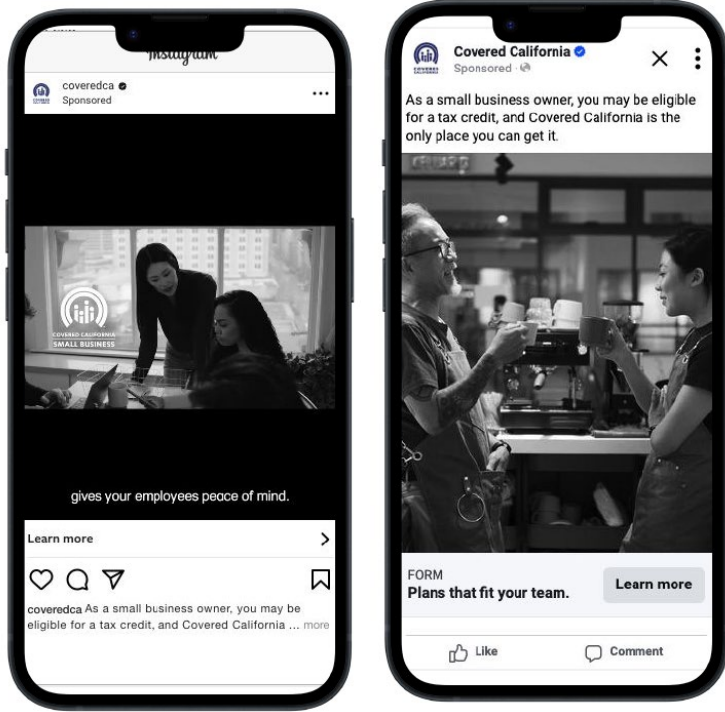 Instagram
coveredca
Sponsored
COVERED CALIFORNIA
SMALL BUSINESS
gives your employees peace of mind.
Learn more
coveredca As a small business owner, you may be
eligible for a tax credit, and Covered California ... more
COVERED
CALIFORNIA
Covered California
Sponsored
As a small business owner, you may be eligible
for a tax credit, and Covered California is the
only place you can get it.
FORM
Plans that fit your team.
Learn more
Like
Comment